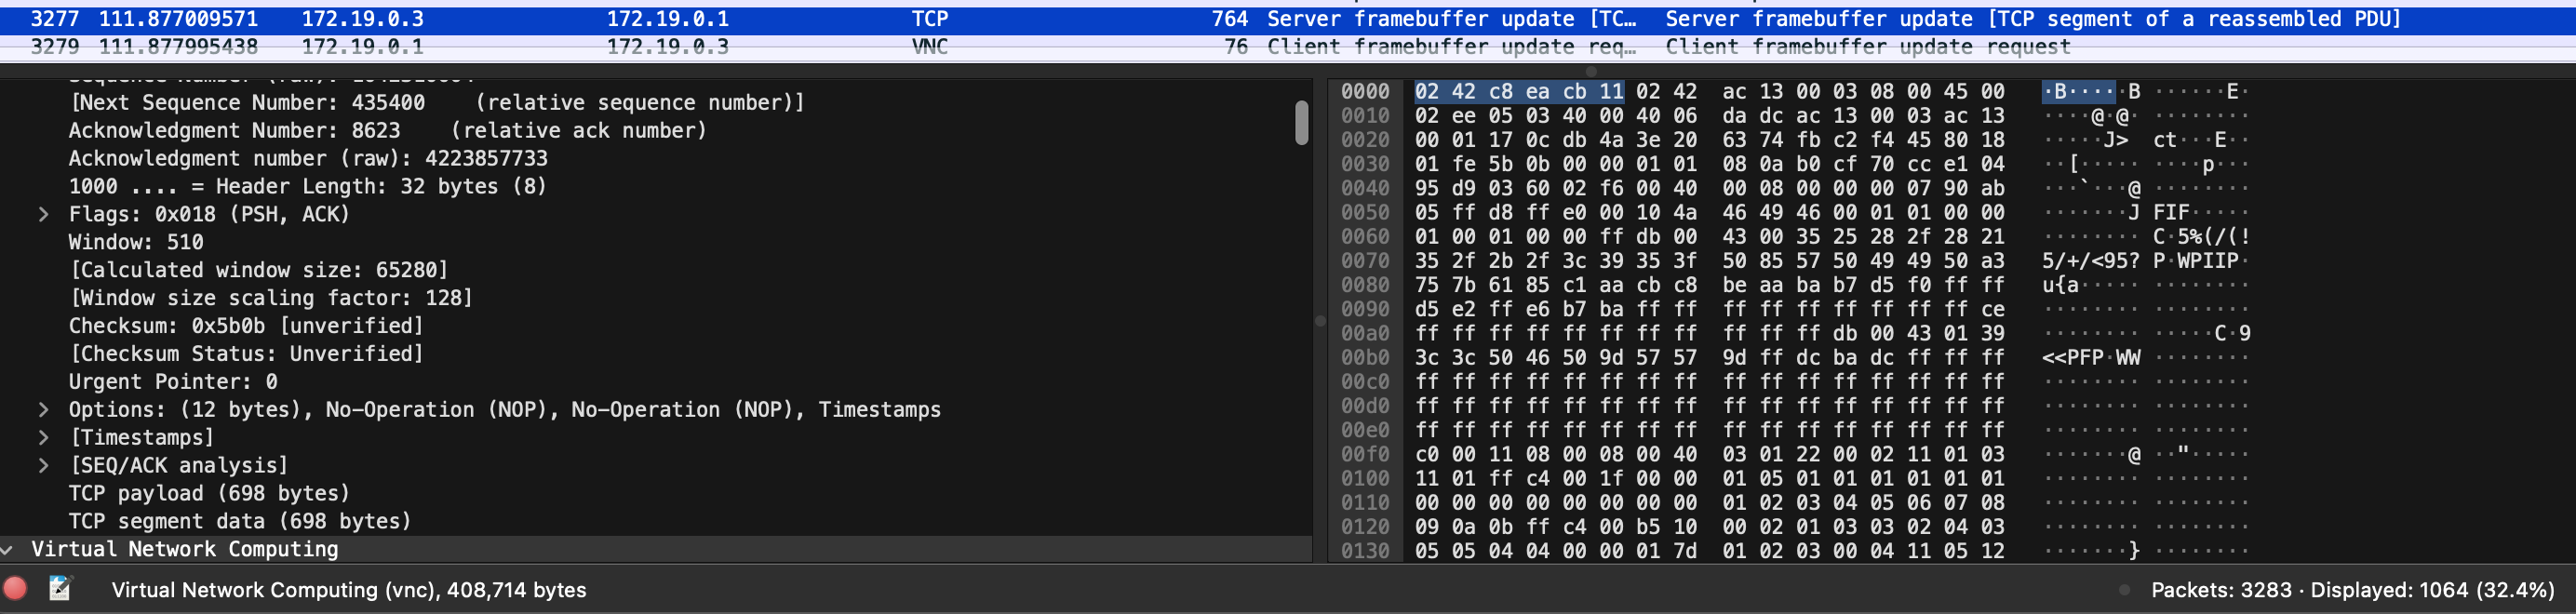 3277 111.877009571 172.19.0.3 172.19.0.1 TCP 764 Server framebuffer update [TC… Server framebuffer update [TCP segment of a reassembled PDU]
3279 111.877995438 172.19.0.1 172.19.0.3 VNC 76 Client framebuffer update req… Client framebuffer update request
[Next Sequence Number: 435400 (relative sequence number)]
Acknowledgment Number: 8623 (relative ack number)
Acknowledgment number (raw): 4223857733
1000 .... = Header Length: 32 bytes (8)
Flags: 0x018 (PSH, ACK)
Window: 510
[Calculated window size: 65280]
[Window size scaling factor: 128]
Checksum: 0x5b0b [unverified]
[Checksum Status: Unverified]
Urgent Pointer: 0
Options: (12 bytes), No-Operation (NOP), No-Operation (NOP), Timestamps
[Timestamps]
[SEQ/ACK analysis]
TCP payload (698 bytes)
TCP segment data (698 bytes)
Virtual Network Computing
0000 02 42 c8 ea cb 11 02 42 ac 13 00 03 08 00 45 00 ·B····B ······E·
0010 02 ee 05 03 40 00 40 06 da dc ac 13 00 03 ac 13 ····@·@· ········
0020 00 01 17 0c db 4a 3e 20 63 74 fb c2 f4 45 80 18 ·····J> ct···E··
0030 01 fe 5b 0b 00 00 01 01 08 0a b0 cf 70 cc e1 04 ··[····· ····p···
0040 95 d9 03 60 02 f6 00 40 00 08 00 00 00 07 90 ab ···`···@ ········
0050 05 ff d8 ff e0 00 10 4a 46 49 46 00 01 01 00 00 ·······J FIF·····
0060 01 00 01 00 00 ff db 00 43 00 35 25 28 2f 28 21 ········ C·5%(/(!
0070 35 2f 2b 2f 3c 39 35 3f 50 85 57 50 49 49 50 a3 5/+/<95? P·WPIIP·
0080 75 7b 61 85 c1 aa cb c8 be aa ba b7 d5 f0 ff ff u{a····· ········
0090 d5 e2 ff e6 b7 ba ff ff ff ff ff ff ff ff ff ce ········ ········
00a0 ff ff ff ff ff ff ff ff ff ff ff db 00 43 01 39 ········ ·····C·9
00b0 3c 3c 50 46 50 9d 57 57 9d ff dc ba dc ff ff ff <<PFP·WW ········
00c0 ff ff ff ff ff ff ff ff ff ff ff ff ff ff ff ff ········ ········
00d0 ff ff ff ff ff ff ff ff ff ff ff ff ff ff ff ff ········ ········
00e0 ff ff ff ff ff ff ff ff ff ff ff ff ff ff ff ff ········ ········
00f0 c0 00 11 08 00 08 00 40 03 01 22 00 02 11 01 03 ·······@ ··"·····
0100 11 01 ff c4 00 1f 00 00 01 05 01 01 01 01 01 01 ········ ········
0110 00 00 00 00 00 00 00 00 01 02 03 04 05 06 07 08 ········ ········
0120 09 0a 0b ff c4 00 b5 10 00 02 01 03 03 02 04 03 ········ ········
0130 05 05 04 04 00 00 01 7d 01 02 03 00 04 11 05 12 ·······} ········
Virtual Network Computing (vnc), 408,714 bytes
Packets: 3283 · Displayed: 1064 (32.4%)